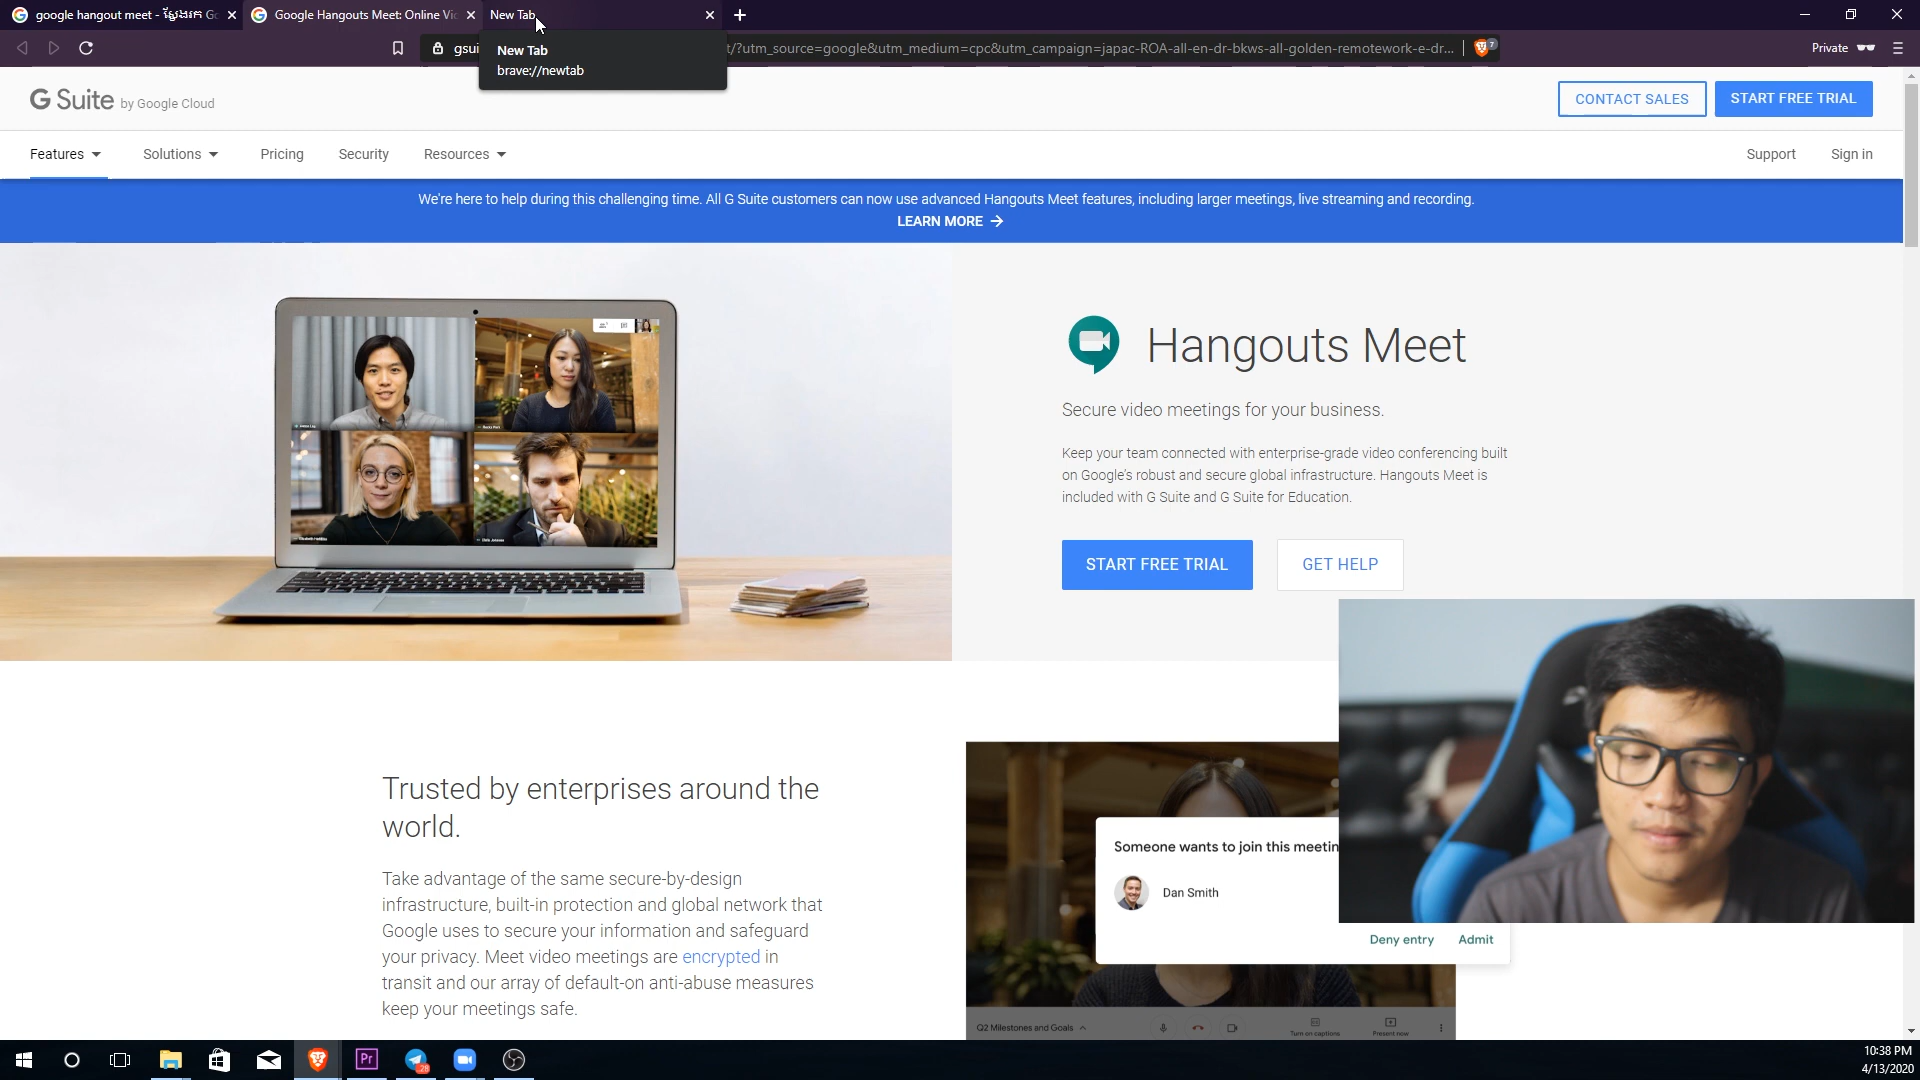 google hangout meet - ស្វែងរក Go
Google Hangouts Meet: Online Vi
New Tab
gsui
t/?utm_source=google&utm_medium=cpc&utm_campaign=japac-ROA-all-en-dr-bkws-all-golden-remotework-e-dr...
7
Private
New Tab
brave://newtab
G Suite by Google Cloud
CONTACT SALES
START FREE TRIAL
Features
Solutions
Pricing
Security
Resources
Support
Sign in
We're here to help during this challenging time. All G Suite customers can now use advanced Hangouts Meet features, including larger meetings, live streaming and recording.
LEARN MORE →
Hangouts Meet
Secure video meetings for your business.
Keep your team connected with enterprise-grade video conferencing built
on Google's robust and secure global infrastructure. Hangouts Meet is
included with G Suite and G Suite for Education.
START FREE TRIAL
GET HELP
Trusted by enterprises around the
world.
Take advantage of the same secure-by-design
infrastructure, built-in protection and global network that
Google uses to secure your information and safeguard
your privacy. Meet video meetings are encrypted in
transit and our array of default-on anti-abuse measures
keep your meetings safe.
Someone wants to join this meetin
Dan Smith
Deny entry
Admit
Q2 Milestones and Goals
Turn on captions
Present now
Pr
28
10:38 PM
4/13/2020